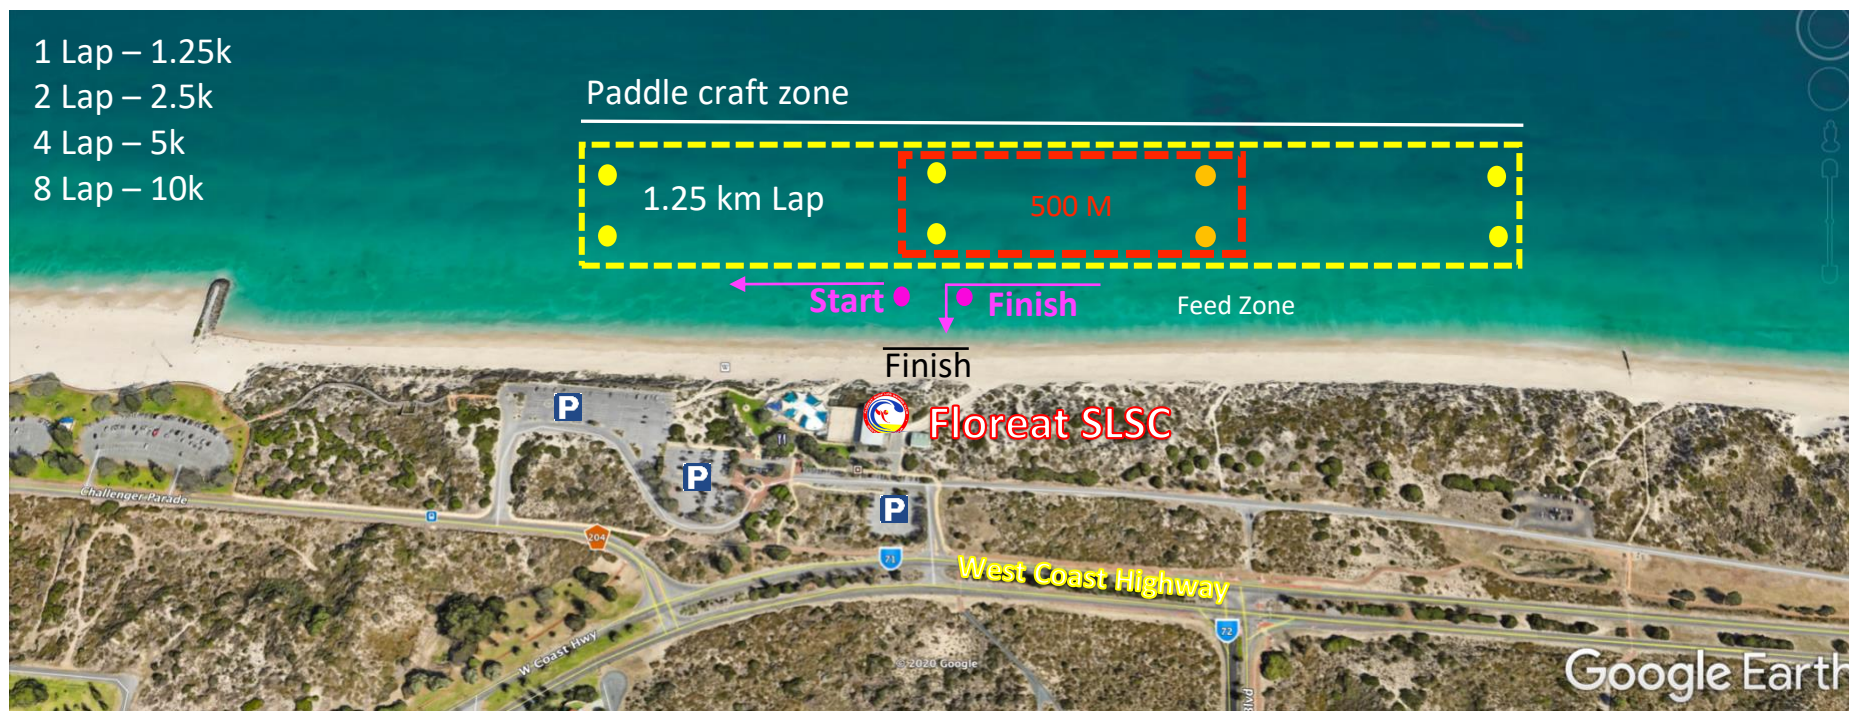 1 Lap – 1.25k
2 Lap – 2.5k
4 Lap – 5k
8 Lap – 10k
Paddle craft zone
1.25 km Lap
500 M
Start
Finish
Feed Zone
Finish
Floreat SLSC
P
P
P
Challenger Parade
204
71
West Coast Highway
72
W Coast Hwy
© 2020 Google
Blvd
Google Earth